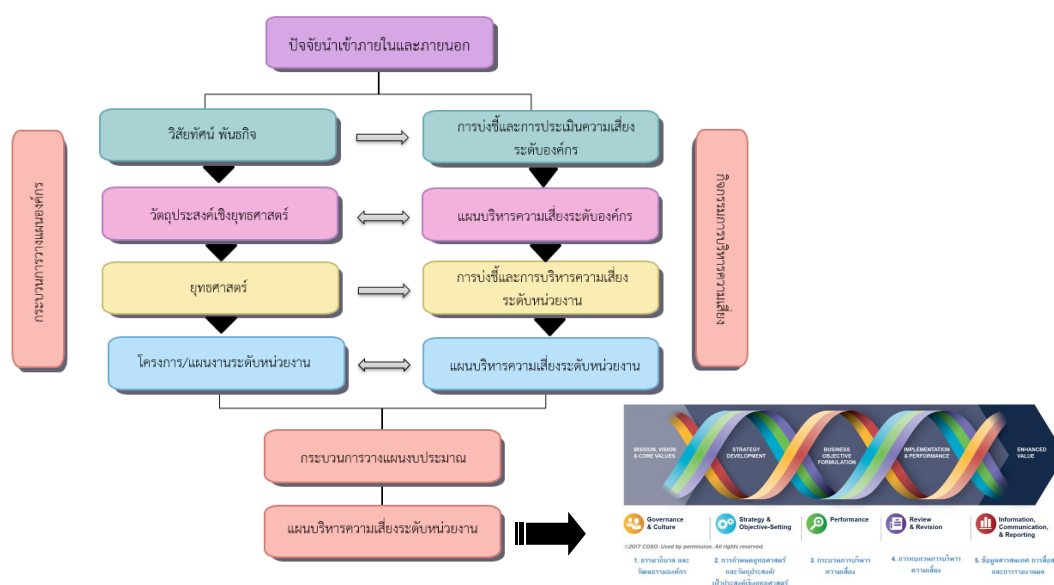 ปัจจัยนำเข้าภายในและภายนอก
กระบวนการวางแผนองค์กร
วิสัยทัศน์ พันธกิจ
การบ่งชี้และการประเมินความเสี่ยง
ระดับองค์กร
กิจกรรมการบริหารความเสี่ยง
วัตถุประสงค์เชิงยุทธศาสตร์
แผนบริหารความเสี่ยงระดับองค์กร
ยุทธศาสตร์
การบ่งชี้และการบริหารความเสี่ยง
ระดับหน่วยงาน
โครงการ/แผนงานระดับหน่วยงาน
แผนบริหารความเสี่ยงระดับหน่วยงาน
กระบวนการวางแผนงบประมาณ
แผนบริหารความเสี่ยงระดับหน่วยงาน
MISSION, VISION
& CORE VALUES
STRATEGY
DEVELOPMENT
BUSINESS
OBJECTIVE
FORMULATION
IMPLEMENTATION
& PERFORMANCE
ENHANCED
VALUE
Governance
& Culture
Strategy &
Objective-Setting
Performance
Review
& Revision
Information,
Communication,
& Reporting
©2017 COSO. Used by permission. All rights reserved.
1. ธรรมาภิบาล และ
วัฒนธรรมองค์กร
2. การกำหนดยุทธศาสตร์
และวัตถุประสงค์/
เป้าประสงค์เชิงยุทธศาสตร์
3. กระบวนการบริหาร
ความเสี่ยง
4. การทบทวนการบริหาร
ความเสี่ยง
5. ข้อมูลสารสนเทศ การสื่อส
และการรายงานผล